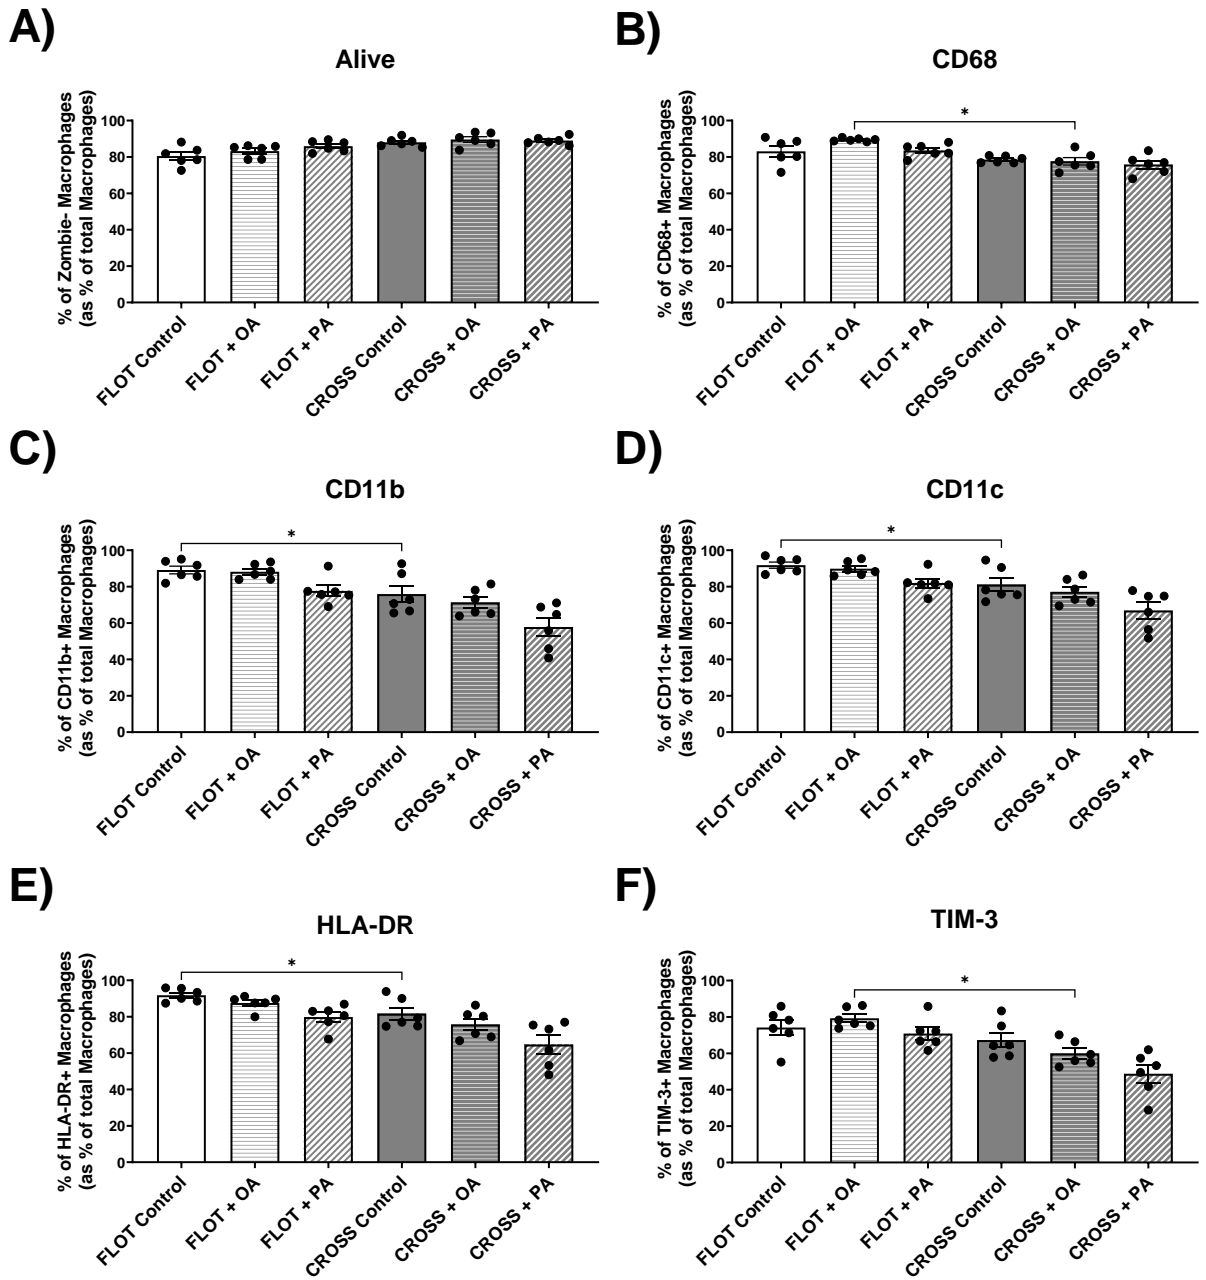 A)
Alive
% of Zombie- Macrophages
(as % of total Macrophages)
100
80
60
40
20
0
FLOT Control
FLOT + OA
FLOT + PA
CROSS Control
CROSS + OA
CROSS + PA
B)
CD68
*
% of CD68+ Macrophages
(as % of total Macrophages)
100
80
60
40
20
0
FLOT Control
FLOT + OA
FLOT + PA
CROSS Control
CROSS + OA
CROSS + PA
C)
CD11b
*
% of CD11b+ Macrophages
(as % of total Macrophages)
100
80
60
40
20
0
FLOT Control
FLOT + OA
FLOT + PA
CROSS Control
CROSS + OA
CROSS + PA
D)
CD11c
*
% of CD11c+ Macrophages
(as % of total Macrophages)
100
80
60
40
20
0
FLOT Control
FLOT + OA
FLOT + PA
CROSS Control
CROSS + OA
CROSS + PA
E)
HLA-DR
*
% of HLA-DR+ Macrophages
(as % of total Macrophages)
100
80
60
40
20
0
FLOT Control
FLOT + OA
FLOT + PA
CROSS Control
CROSS + OA
CROSS + PA
F)
TIM-3
*
% of TIM-3+ Macrophages
(as % of total Macrophages)
100
80
60
40
20
0
FLOT Control
FLOT + OA
FLOT + PA
CROSS Control
CROSS + OA
CROSS + PA